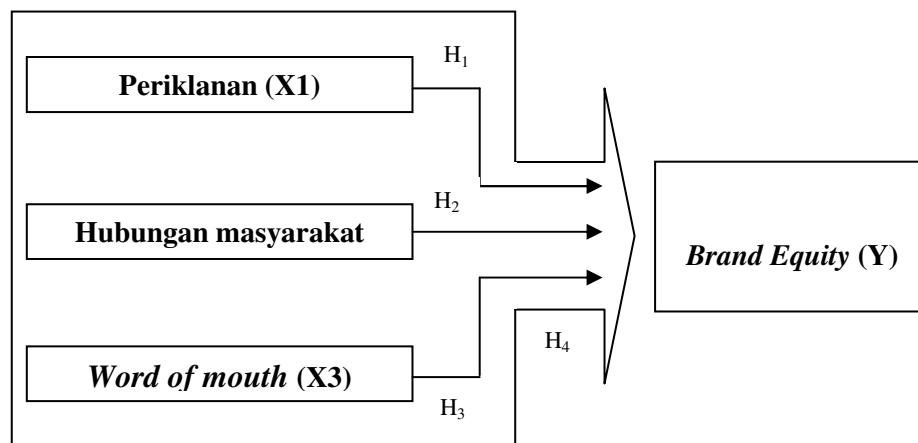 H₁
Periklanan (X1)
H₂
Hubungan masyarakat
Brand Equity (Y)
H₄
Word of mouth (X3)
H₃